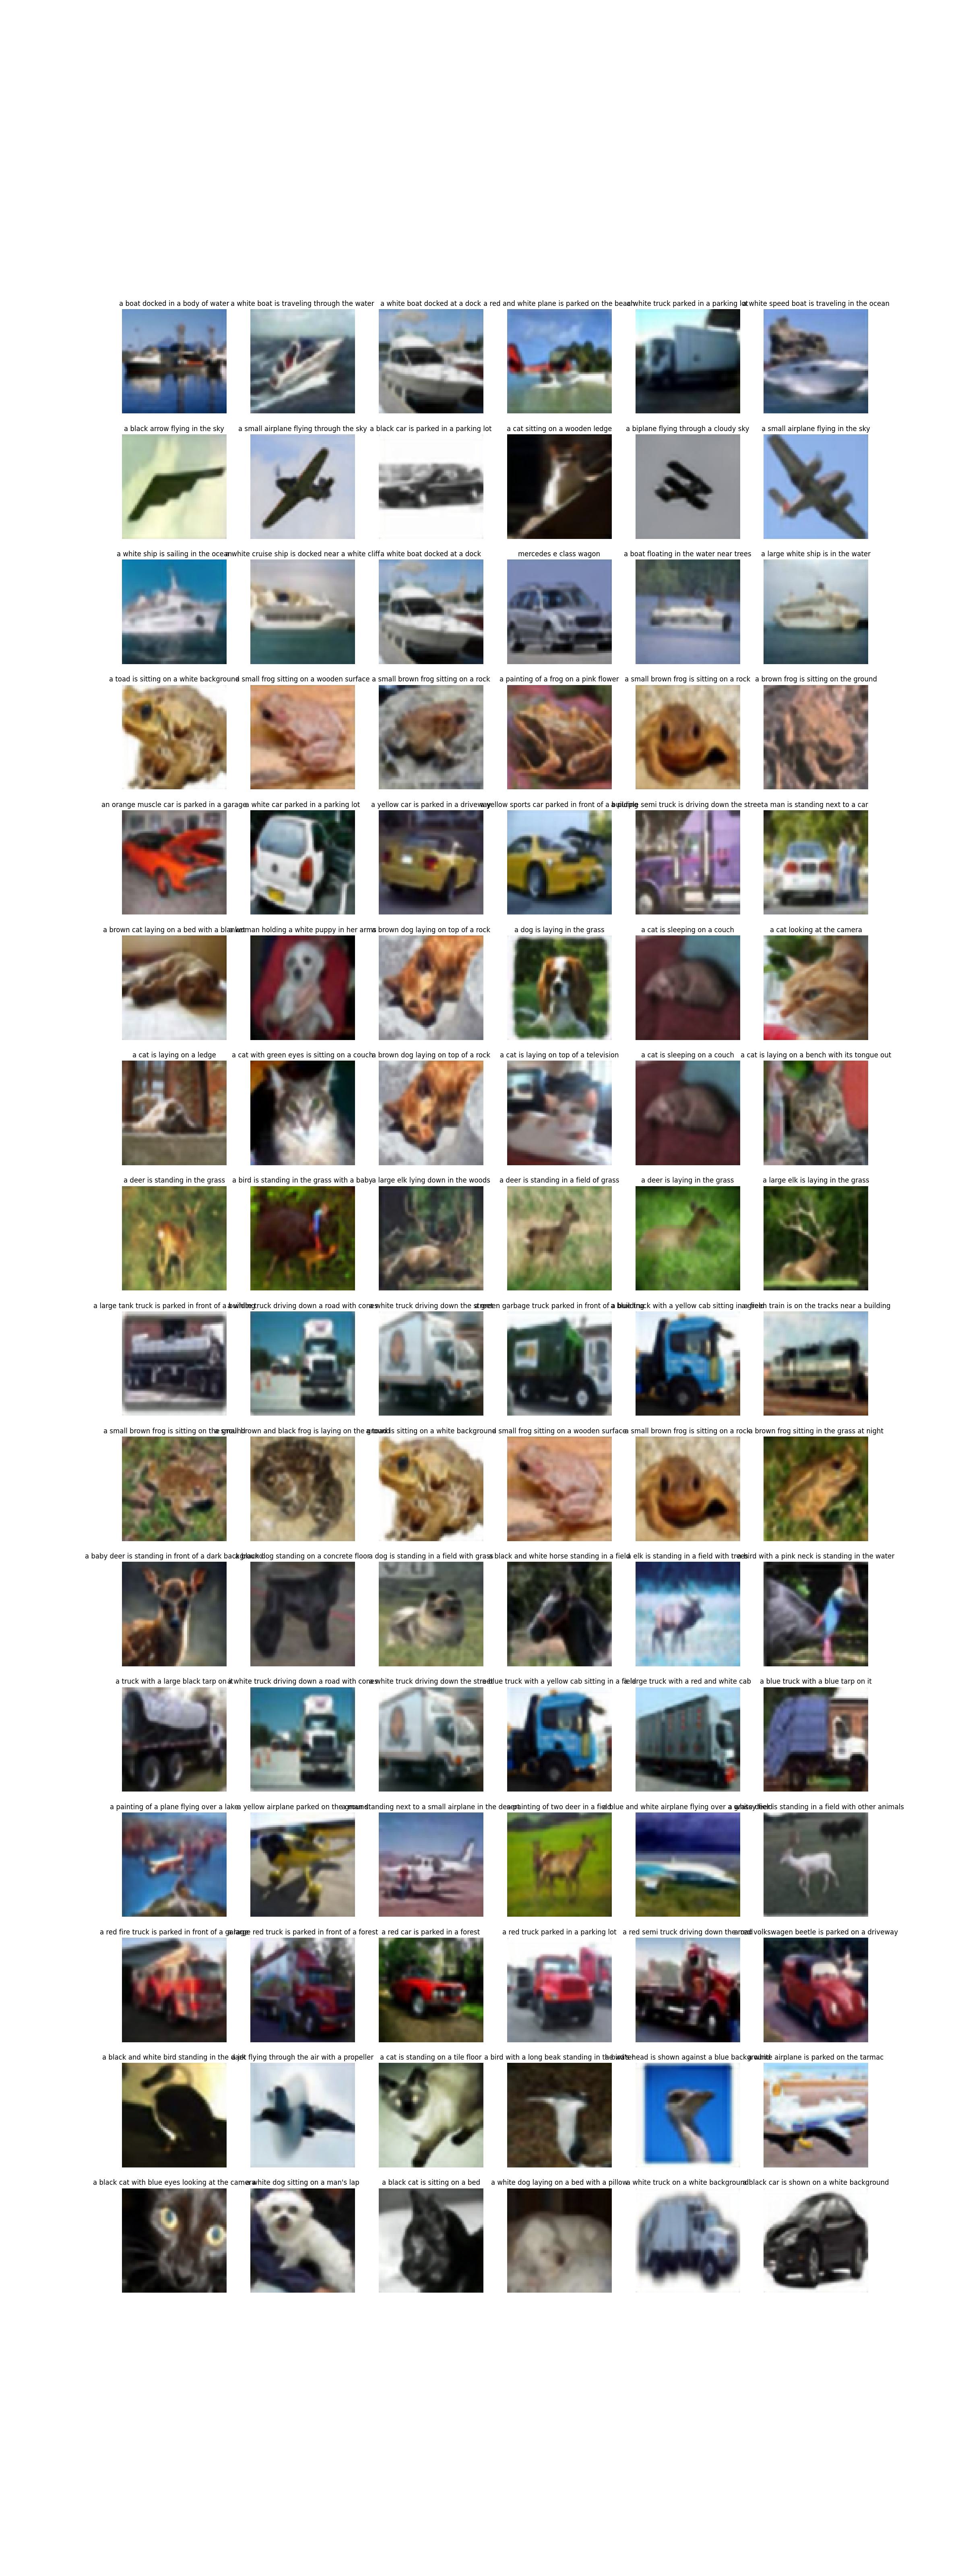 a boat docked in a body of water a white boat is traveling through the water a white boat docked at a dock a red and white plane is parked on the beach a white truck parked in a parking lot a white speed boat is traveling in the ocean
a black arrow flying in the sky a small airplane flying through the sky a black car is parked in a parking lot a cat sitting on a wooden ledge a biplane flying through a cloudy sky a small airplane flying in the sky
a white ship is sailing in the ocean a white cruise ship is docked near a white cliff a white boat docked at a dock mercedes e class wagon a boat floating in the water near trees a large white ship is in the water
a toad is sitting on a white background a small frog sitting on a wooden surface a small brown frog sitting on a rock a painting of a frog on a pink flower a small brown frog is sitting on a rock a brown frog is sitting on the ground
an orange muscle car is parked in a garage a white car parked in a parking lot a yellow car is parked in a driveway a yellow sports car parked in front of a building a purple semi truck is driving down the street a man is standing next to a car
a brown cat laying on a bed with a blanket a woman holding a white puppy in her arms a brown dog laying on top of a rock a dog is laying in the grass a cat is sleeping on a couch a cat looking at the camera
a cat is laying on a ledge a cat with green eyes is sitting on a couch a brown dog laying on top of a rock a cat is laying on top of a television a cat is sleeping on a couch a cat is laying on a bench with its tongue out
a deer is standing in the grass a bird is standing in the grass with a baby a large elk lying down in the woods a deer is standing in a field of grass a deer is laying in the grass a large elk is laying in the grass
a large tank truck is parked in front of a building a white truck driving down a road with cones a white truck driving down the street a green garbage truck parked in front of a building a blue truck with a yellow cab sitting in a field a green train is on the tracks near a building
a small brown frog is sitting on the ground a small brown and black frog is laying on the ground a toad is sitting on a white background a small frog sitting on a wooden surface a small brown frog is sitting on a rock a brown frog sitting in the grass at night
a baby deer is standing in front of a dark background a black dog standing on a concrete floor a dog is standing in a field with grass a black and white horse standing in a field a elk is standing in a field with trees a bird with a pink neck is standing in the water
a truck with a large black tarp on it a white truck driving down a road with cones a white truck driving down the street a blue truck with a yellow cab sitting in a field a large truck with a red and white cab a blue truck with a blue tarp on it
a painting of a plane flying over a lake a yellow airplane parked on the ground a man standing next to a small airplane in the desert a painting of two deer in a field a blue and white airplane flying over a grassy field a white deer is standing in a field with other animals
a red fire truck is parked in front of a garage a large red truck is parked in front of a forest a red car is parked in a forest a red truck parked in a parking lot a red semi truck driving down the road a red volkswagen beetle is parked on a driveway
a black and white bird standing in the dark a jet flying through the air with a propeller a cat is standing on a tile floor a bird with a long beak standing in the water a bird's head is shown against a blue background a white airplane is parked on the tarmac
a black cat with blue eyes looking at the camera a white dog sitting on a man's lap a black cat is sitting on a bed a white dog laying on a bed with a pillow a white truck on a white background a black car is shown on a white background